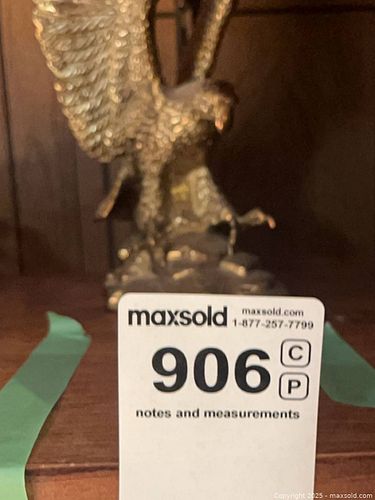 maxsold
maxsold.com
1-877-257-7799
906
C
P
notes and measurements
Copyright 2025 - maxsold.com